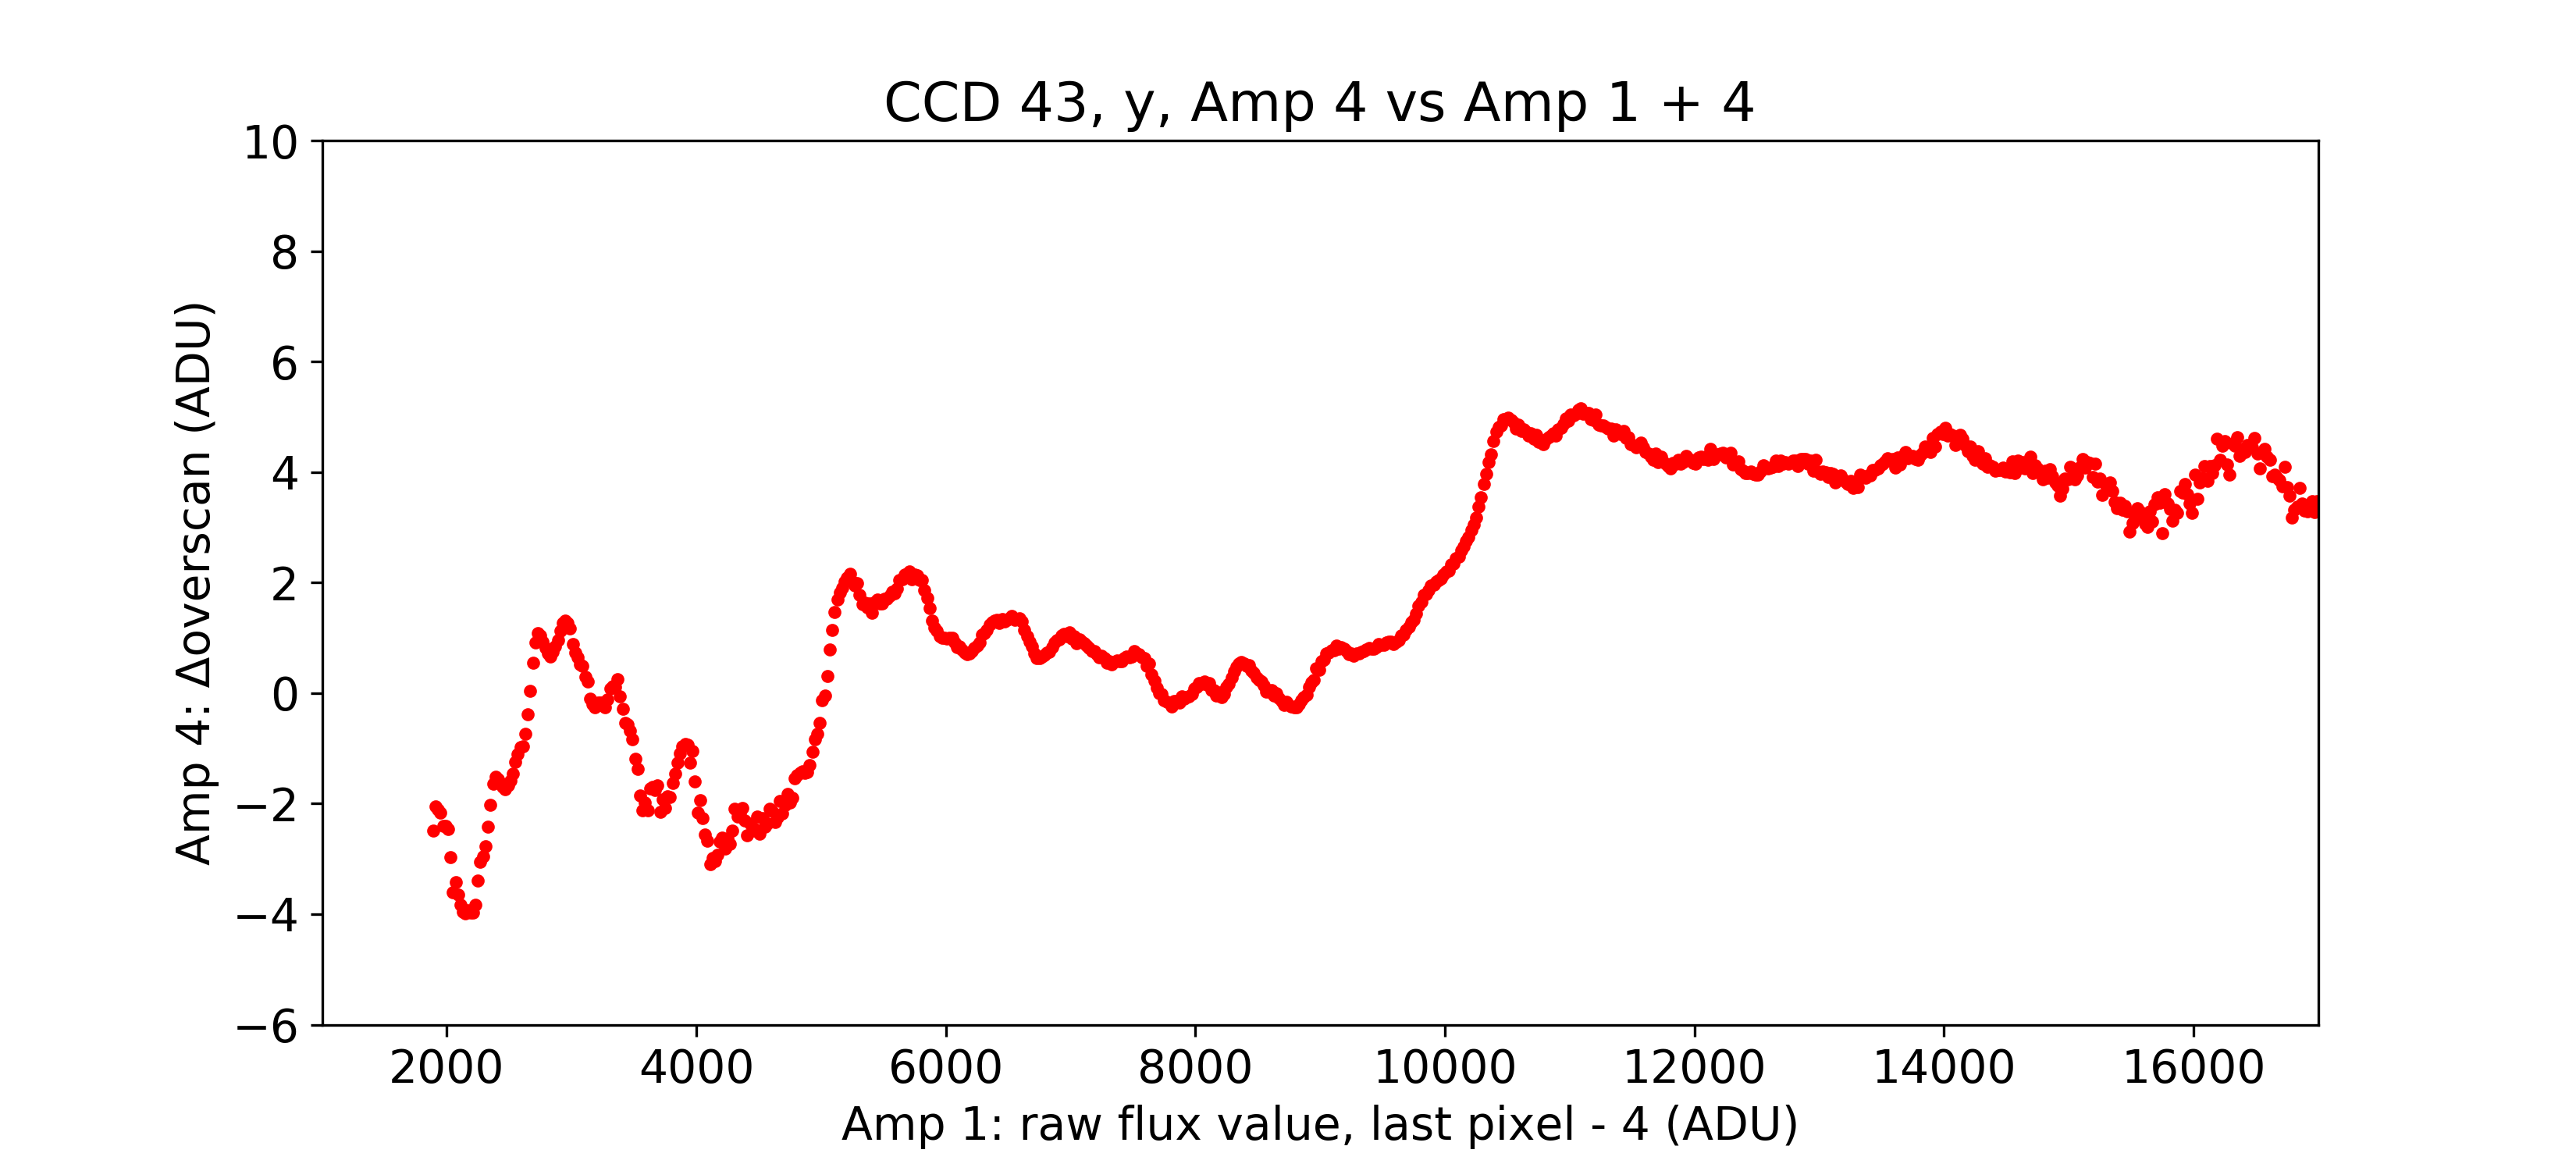 CCD 43, y, Amp 4 vs Amp 1 + 4
10
8
6
4
2
0
−2
−4
−6
Amp 4: Δoverscan (ADU)
2000 4000 6000 8000 10000 12000 14000 16000
Amp 1: raw flux value, last pixel - 4 (ADU)